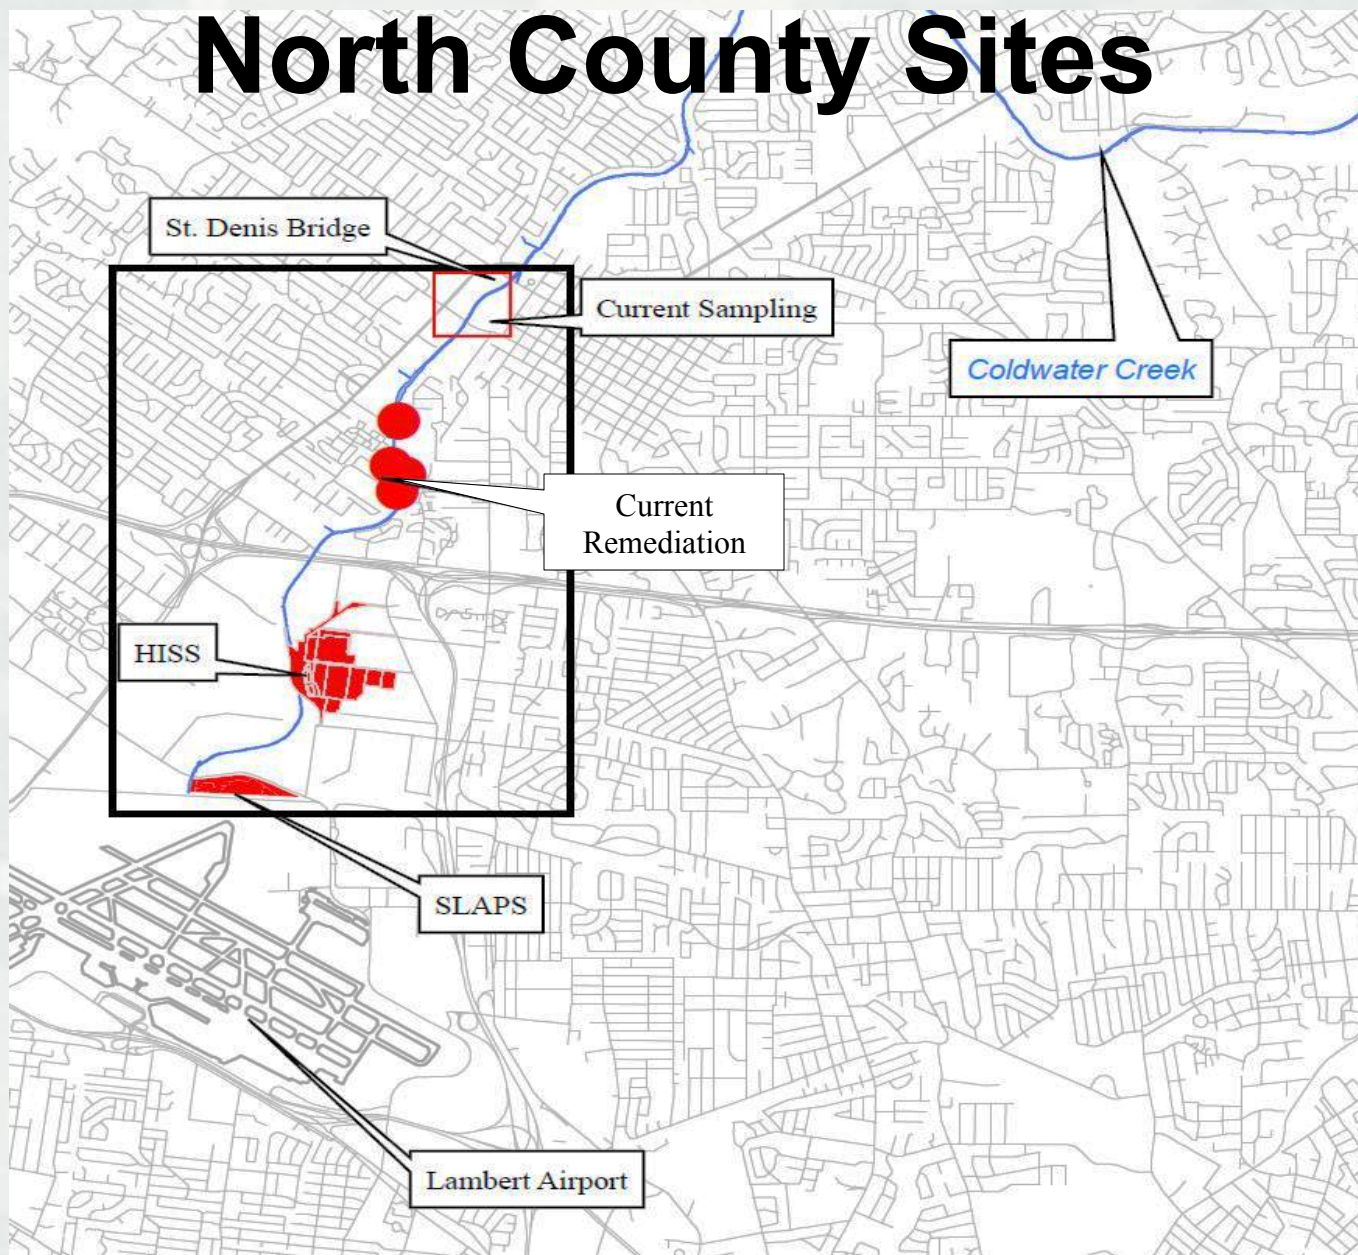 North County Sites
St. Denis Bridge
Current Sampling
Coldwater Creek
Current
Remediation
HISS
SLAPS
Lambert Airport